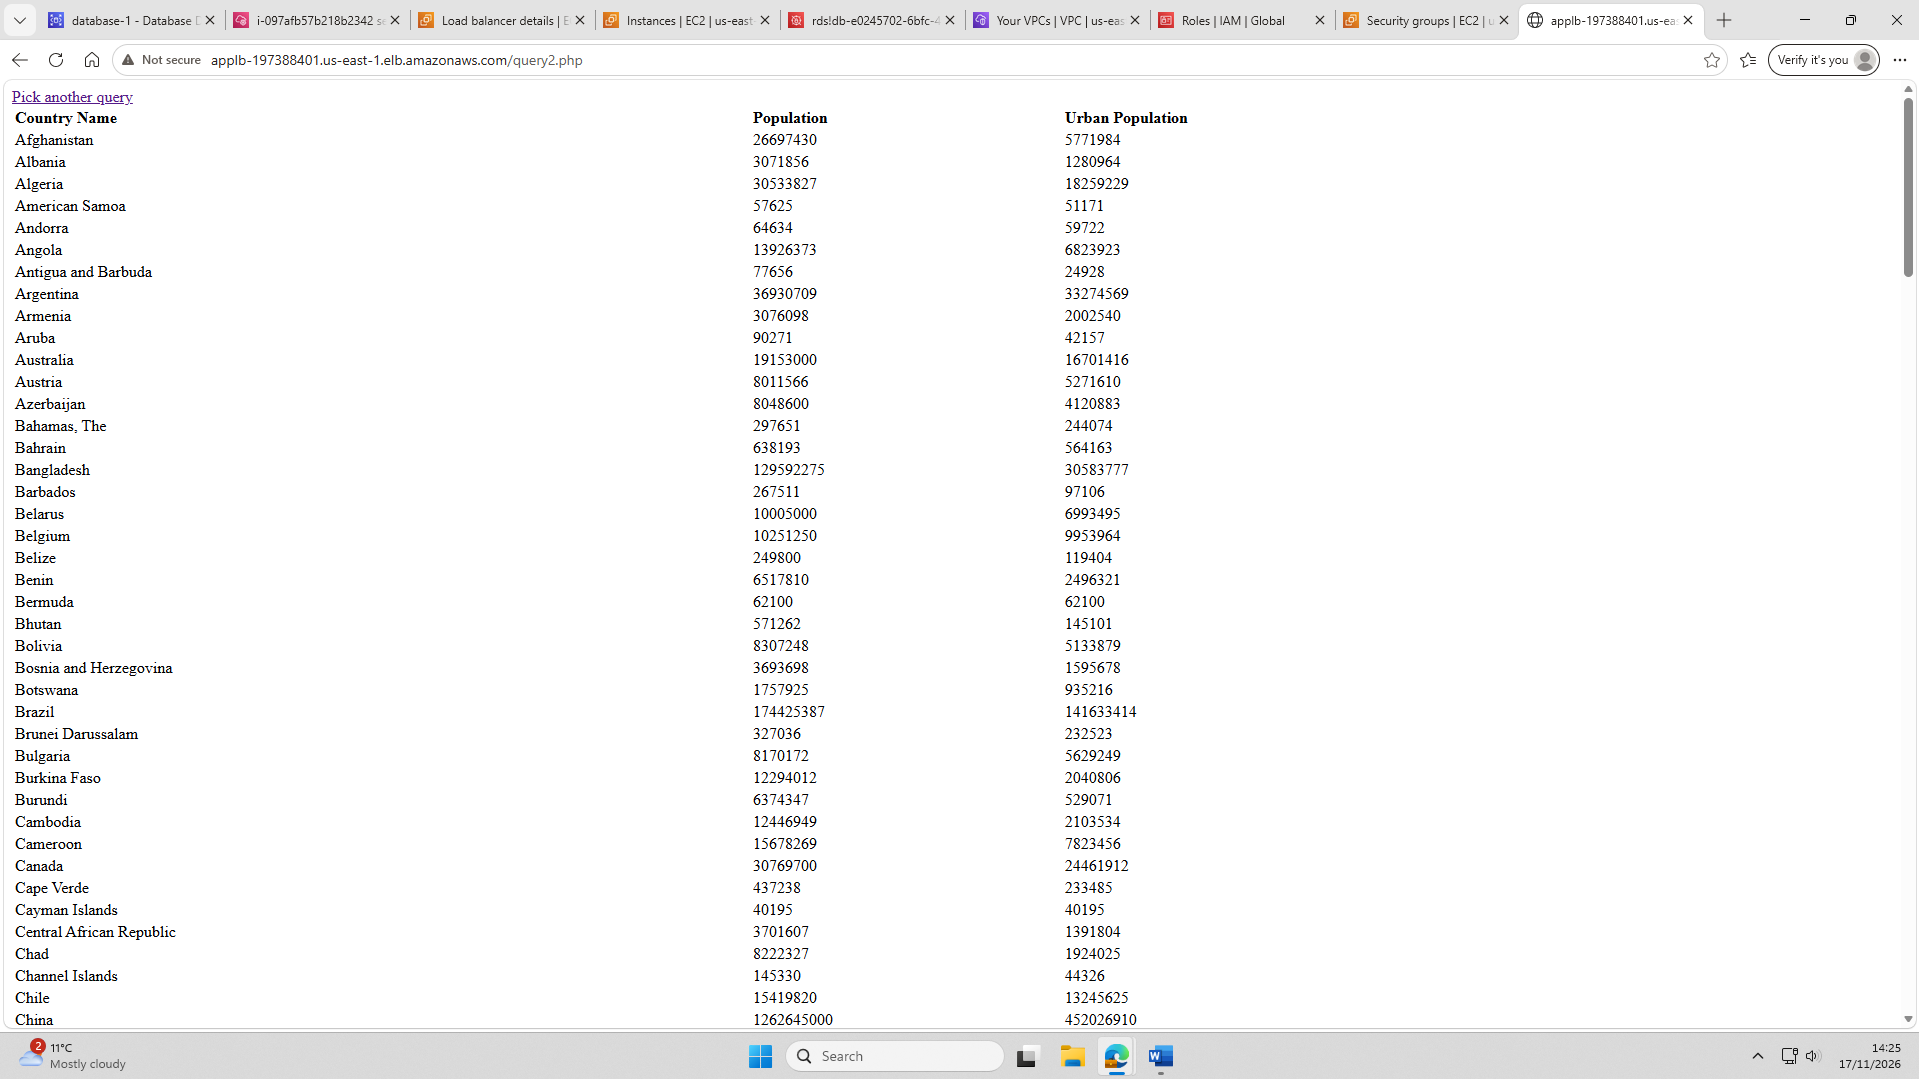 database-1 - Database D
i-097afb57b218b2342 se
Load balancer details | E
Instances | EC2 | us-east-
rds!db-e0245702-6bfc-4
Your VPCs | VPC | us-eas
Roles | IAM | Global
Security groups | EC2 | u
applb-197388401.us-eas
Not secure applb-197388401.us-east-1.elb.amazonaws.com/query2.php
Verify it's you
Pick another query
Country Name Population Urban Population
Afghanistan 26697430 5771984
Albania 3071856 1280964
Algeria 30533827 18259229
American Samoa 57625 51171
Andorra 64634 59722
Angola 13926373 6823923
Antigua and Barbuda 77656 24928
Argentina 36930709 33274569
Armenia 3076098 2002540
Aruba 90271 42157
Australia 19153000 16701416
Austria 8011566 5271610
Azerbaijan 8048600 4120883
Bahamas, The 297651 244074
Bahrain 638193 564163
Bangladesh 129592275 30583777
Barbados 267511 97106
Belarus 10005000 6993495
Belgium 10251250 9953964
Belize 249800 119404
Benin 6517810 2496321
Bermuda 62100 62100
Bhutan 571262 145101
Bolivia 8307248 5133879
Bosnia and Herzegovina 3693698 1595678
Botswana 1757925 935216
Brazil 174425387 141633414
Brunei Darussalam 327036 232523
Bulgaria 8170172 5629249
Burkina Faso 12294012 2040806
Burundi 6374347 529071
Cambodia 12446949 2103534
Cameroon 15678269 7823456
Canada 30769700 24461912
Cape Verde 437238 233485
Cayman Islands 40195 40195
Central African Republic 3701607 1391804
Chad 8222327 1924025
Channel Islands 145330 44326
Chile 15419820 13245625
China 1262645000 452026910
2
11°C
Mostly cloudy
Search
14:25
17/11/2026